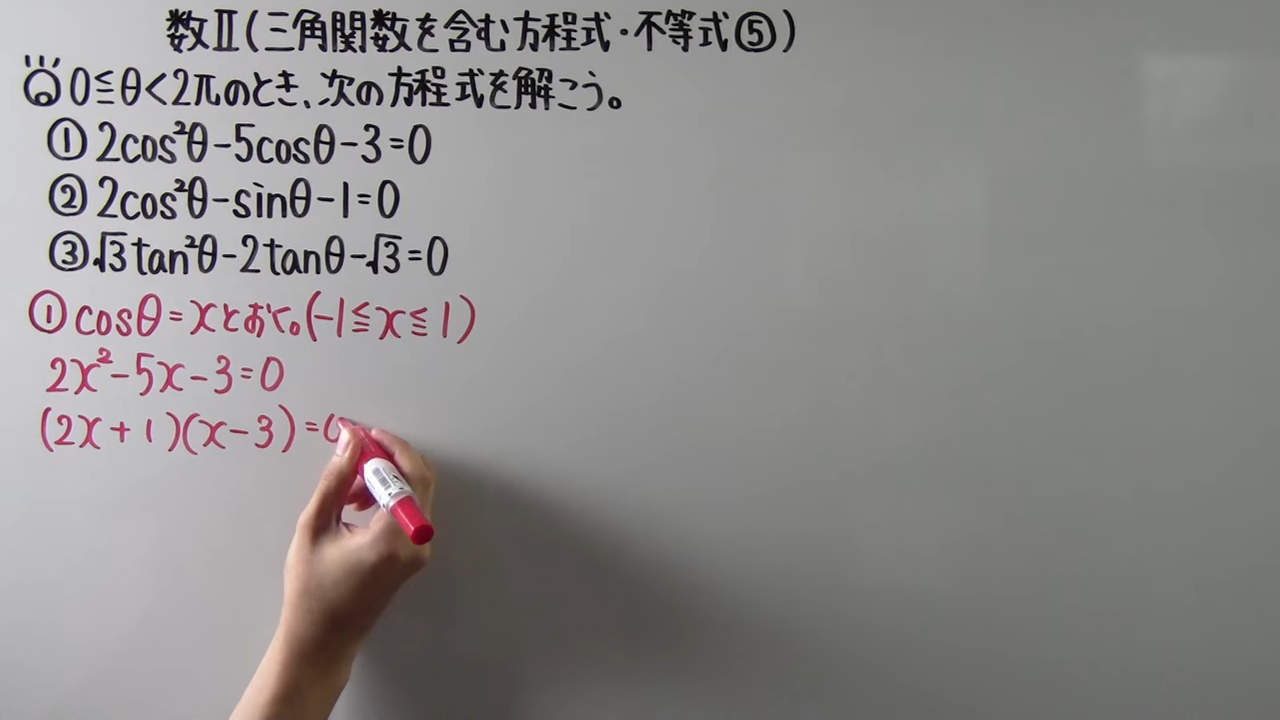 数Ⅱ(三角関数を含む方程式・不等式⑤)
Q 0≦θ<2πのとき、次の方程式を解こう。
① 2cos²θ-5cosθ-3=0
② 2cos²θ-sinθ-1=0
③ √3tan²θ-2tanθ-√3=0
① cosθ=xとおく。(-1≦x≦1)
2x²-5x-3=0
(2x+1)(x-3)=0